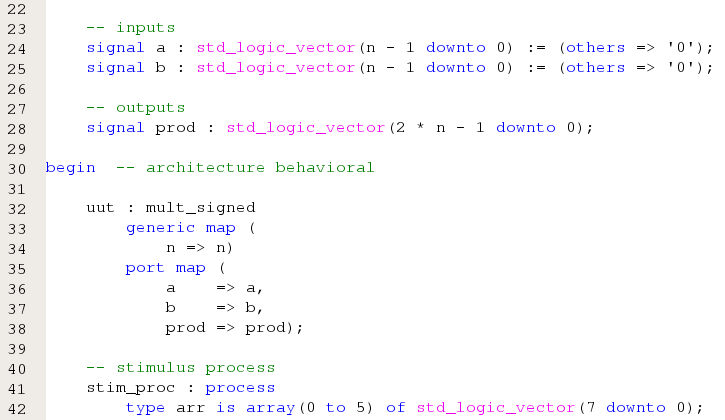 22
23 -- inputs
24 signal a : std_logic_vector(n - 1 downto 0) := (others => '0');
25 signal b : std_logic_vector(n - 1 downto 0) := (others => '0');
26
27 -- outputs
28 signal prod : std_logic_vector(2 * n - 1 downto 0);
29
30 begin -- architecture behavioral
31
32 uut : mult_signed
33 generic map (
34 n => n)
35 port map (
36 a => a,
37 b => b,
38 prod => prod);
39
40 -- stimulus process
41 stim_proc : process
42 type arr is array(0 to 5) of std_logic_vector(7 downto 0);